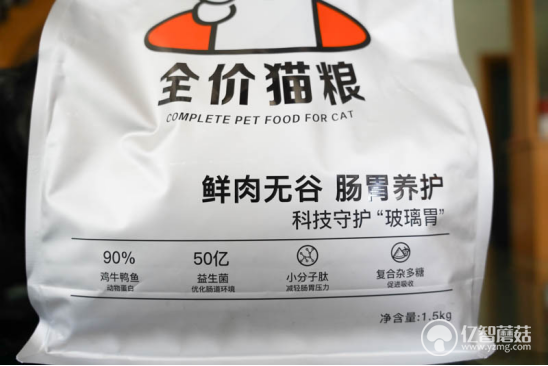 全价猫粮
COMPLETE PET FOOD FOR CAT
鲜肉无谷 肠胃养护
科技守护“玻璃胃”
90% 50亿
鸡牛鸭鱼 益生菌 小分子肽 复合杂多糖
动物蛋白 优化肠道环境 减轻肠胃压力 促进吸收
净含量:1.5kg
亿智蘑菇
www.yzmg.com